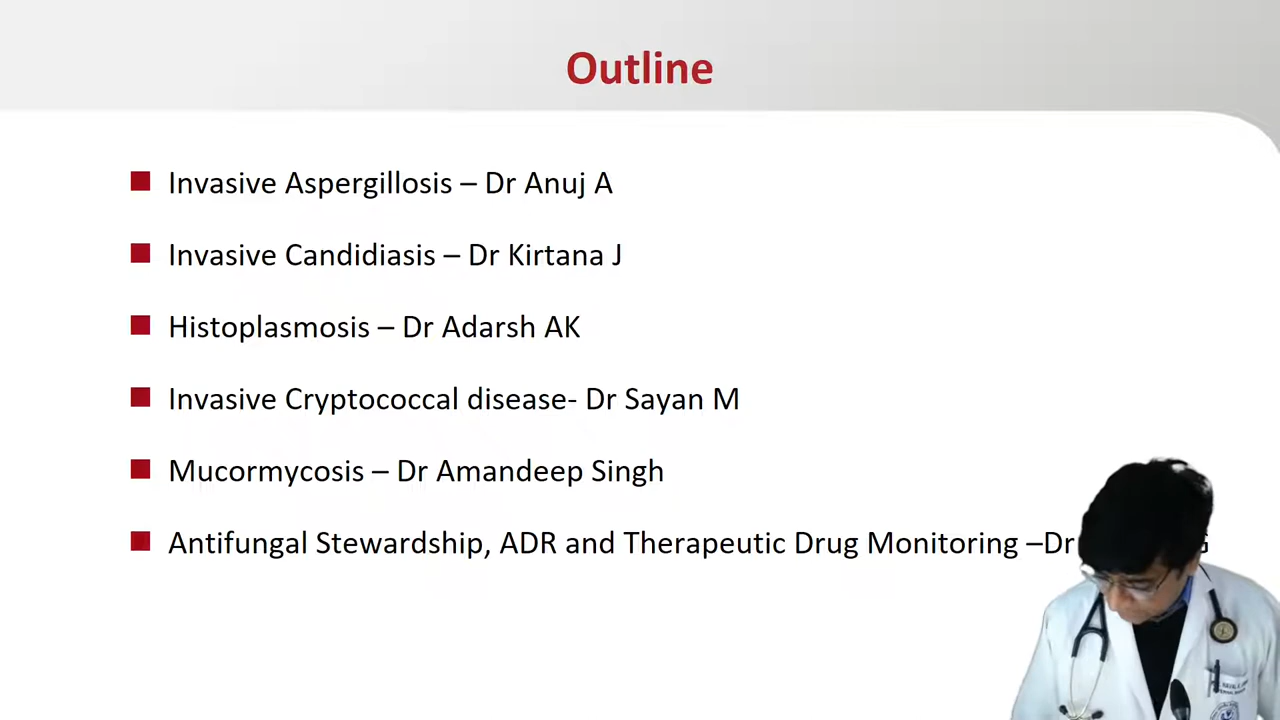 Outline
Invasive Aspergillosis – Dr Anuj A
Invasive Candidiasis – Dr Kirtana J
Histoplasmosis – Dr Adarsh AK
Invasive Cryptococcal disease- Dr Sayan M
Mucormycosis – Dr Amandeep Singh
Antifungal Stewardship, ADR and Therapeutic Drug Monitoring –Dr